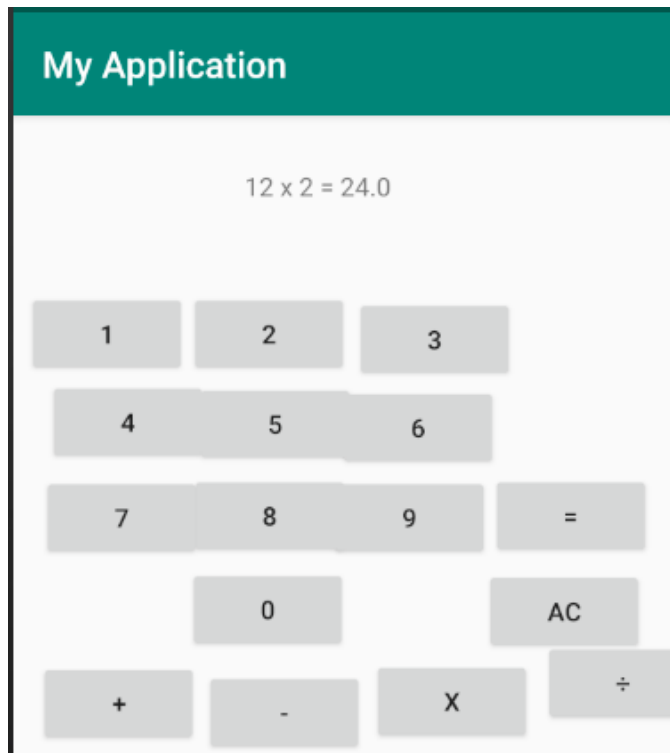 My Application
12 x 2 = 24.0
1 2 3
4 5 6
7 8 9 =
0 AC
+ - X ÷